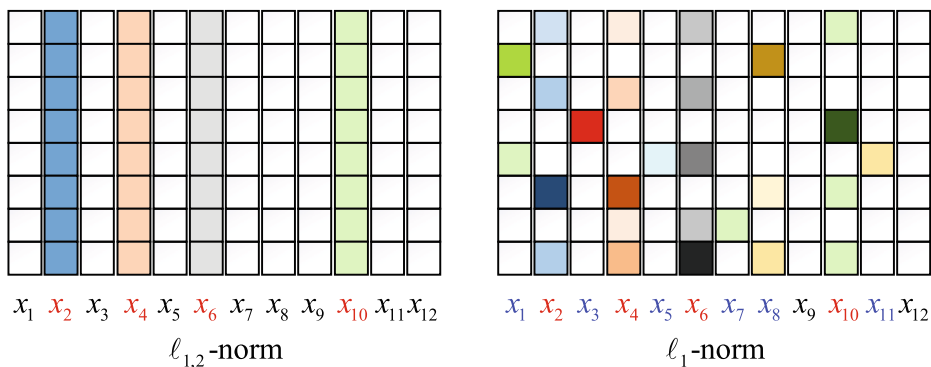 x₁ x₂ x₃ x₄ x₅ x₆ x₇ x₈ x₉ x₁₀ x₁₁ x₁₂
ℓ₁,₂-norm
x₁ x₂ x₃ x₄ x₅ x₆ x₇ x₈ x₉ x₁₀ x₁₁ x₁₂
ℓ₁-norm